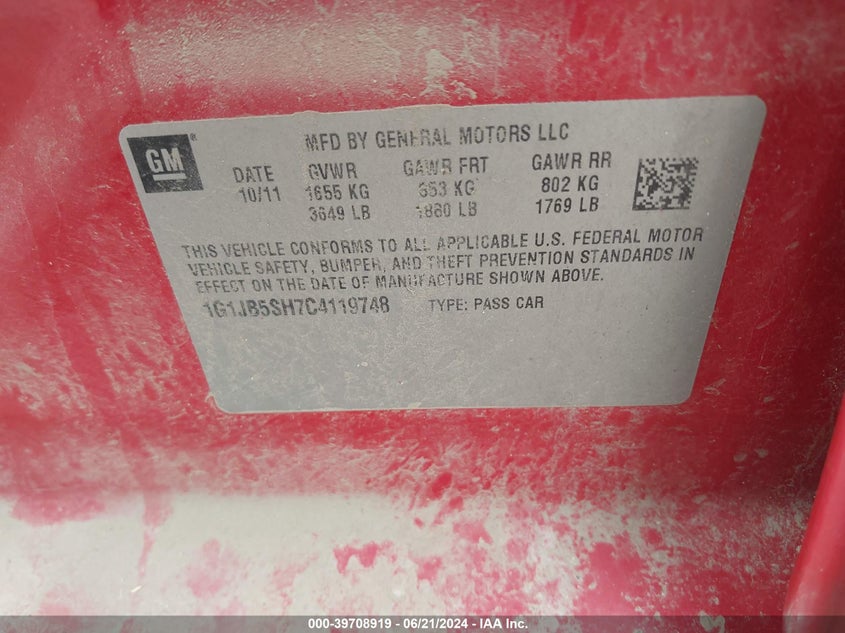 MFD BY GENERAL MOTORS LLC
GM®
DATE GVWR GAWR FRT GAWR RR
10/11 1655 KG 853 KG 802 KG
3649 LB 1880 LB 1769 LB
THIS VEHICLE CONFORMS TO ALL APPLICABLE U.S. FEDERAL MOTOR
VEHICLE SAFETY, BUMPER, AND THEFT PREVENTION STANDARDS IN
EFFECT ON THE DATE OF MANUFACTURE SHOWN ABOVE.
1G1JB5SH7C4119748 TYPE: PASS CAR
000-39708919 / 06/21/2024 - IAA Inc.